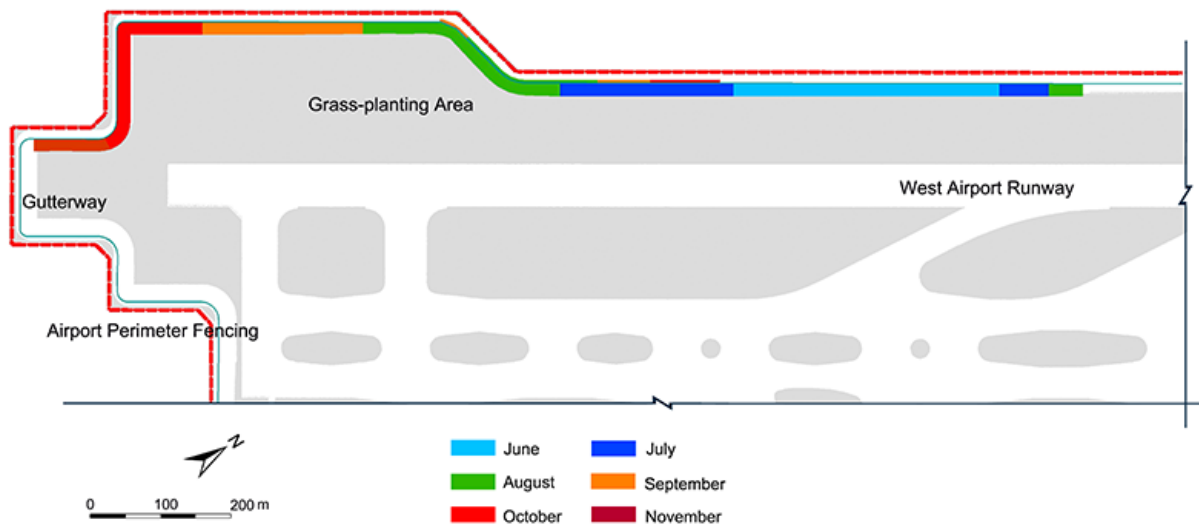 Grass-planting Area
West Airport Runway
Gutterway
Airport Perimeter Fencing
N
0 100 200 m
June July
August September
October November